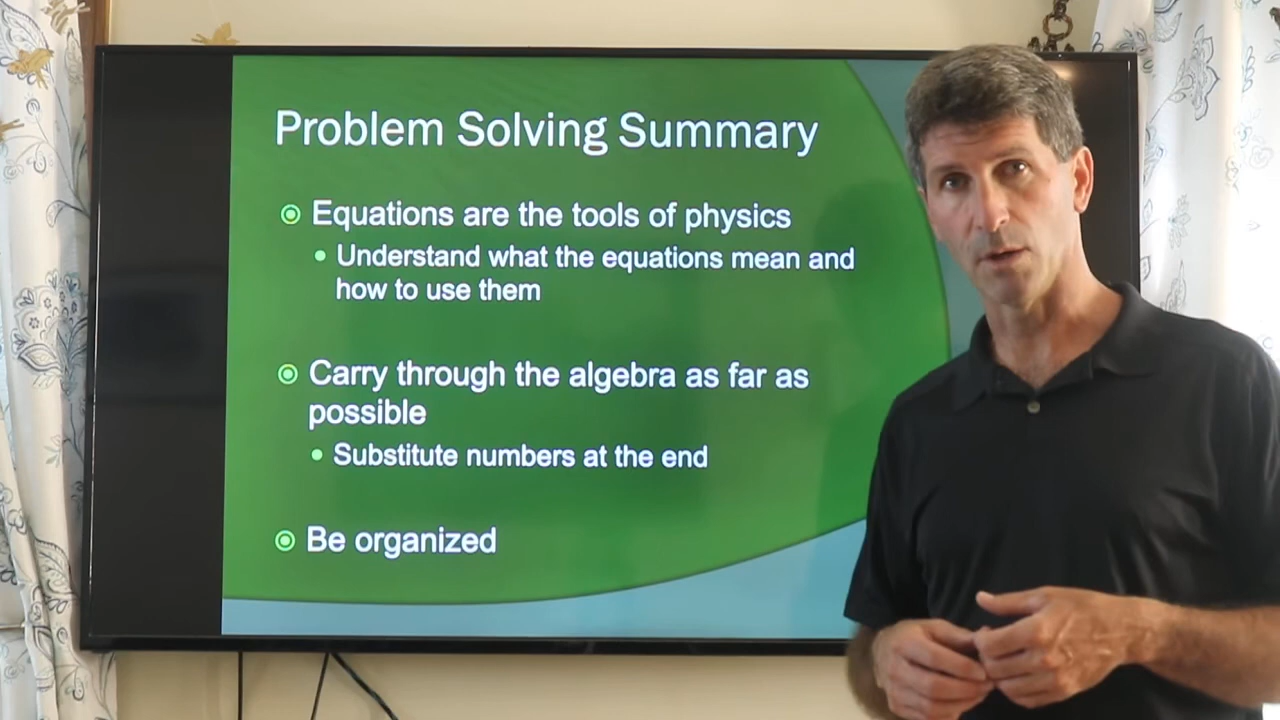 Problem Solving Summary
Equations are the tools of physics
Understand what the equations mean and
how to use them
Carry through the algebra as far as
possible
Substitute numbers at the end
Be organized